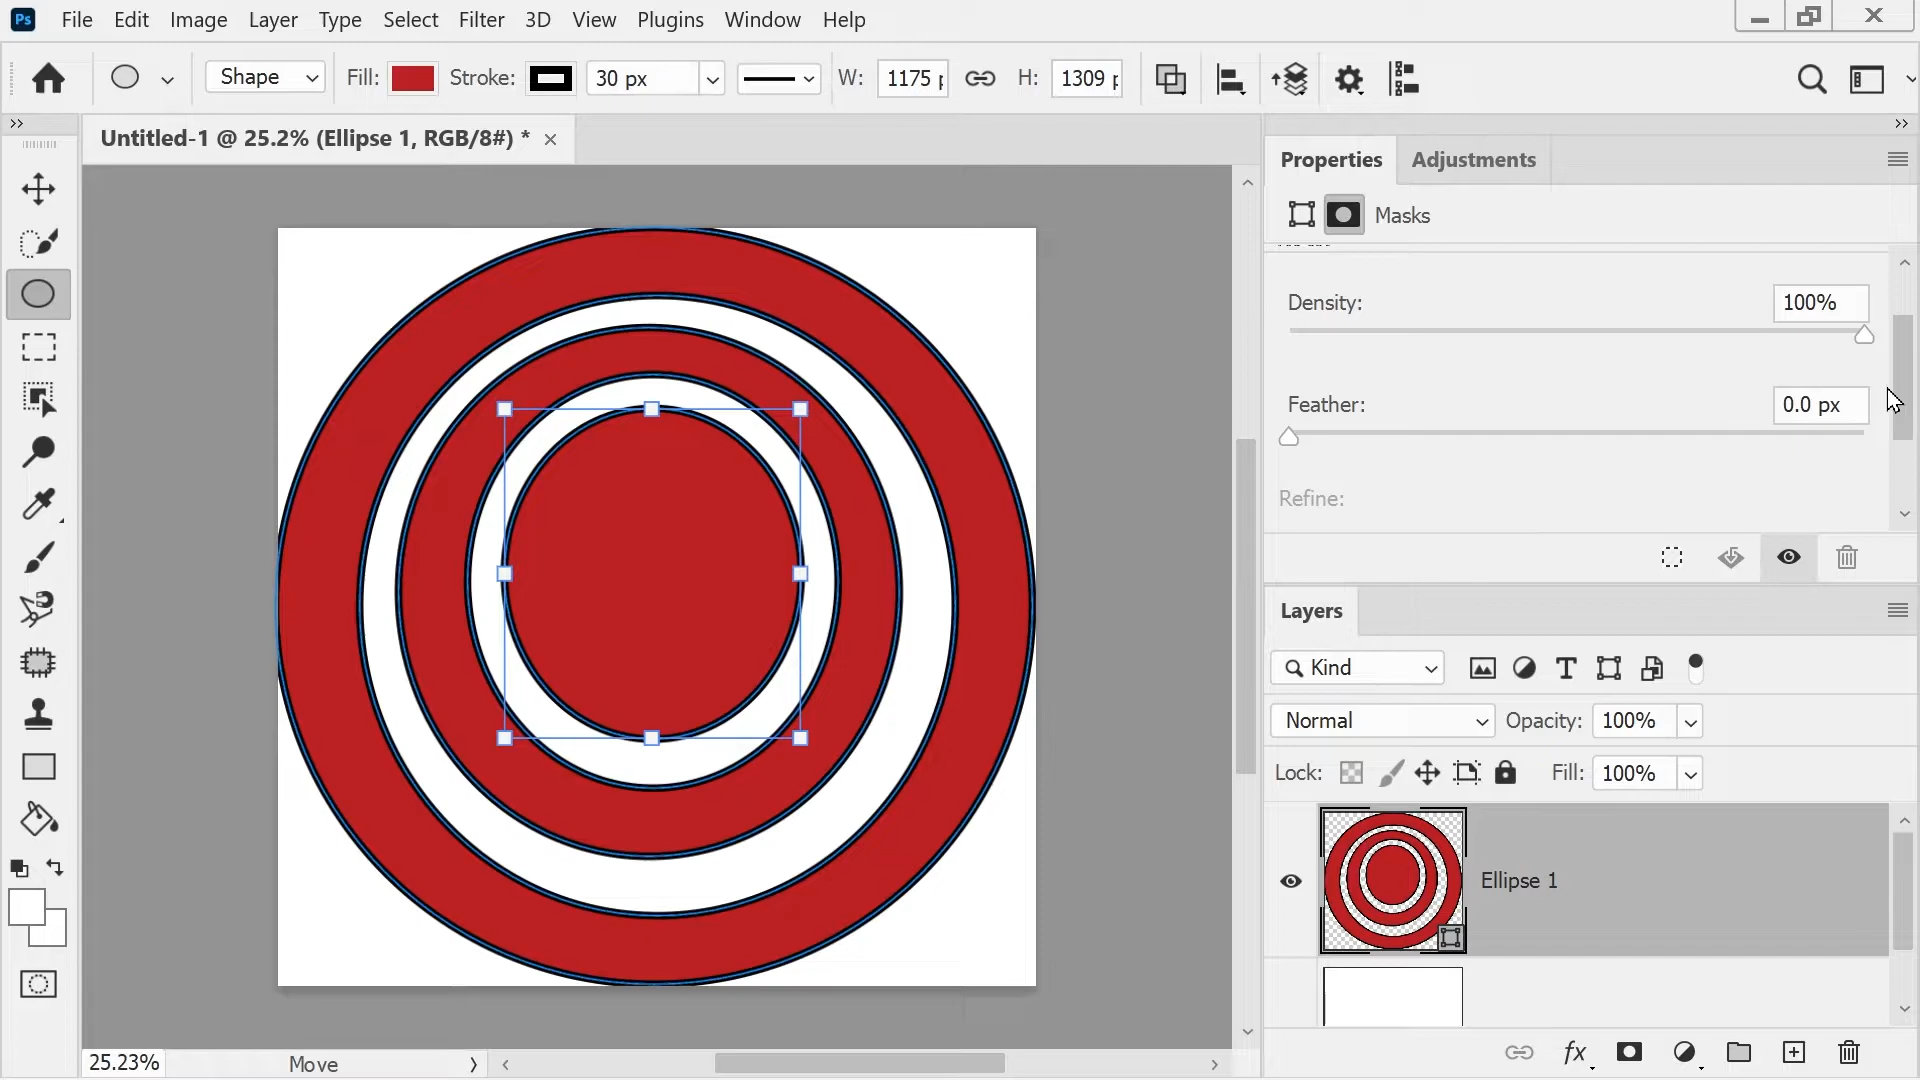 Ps File Edit Image Layer Type Select Filter 3D View Plugins Window Help
Shape Fill: Stroke: 30 px W: 1175 p H: 1309 p
Untitled-1 @ 25.2% (Ellipse 1, RGB/8#) *
Properties Adjustments
Masks
Density: 100%
Feather: 0.0 px
Refine:
Layers
Kind
Normal Opacity: 100%
Lock: Fill: 100%
Ellipse 1
25.23% Move
fx